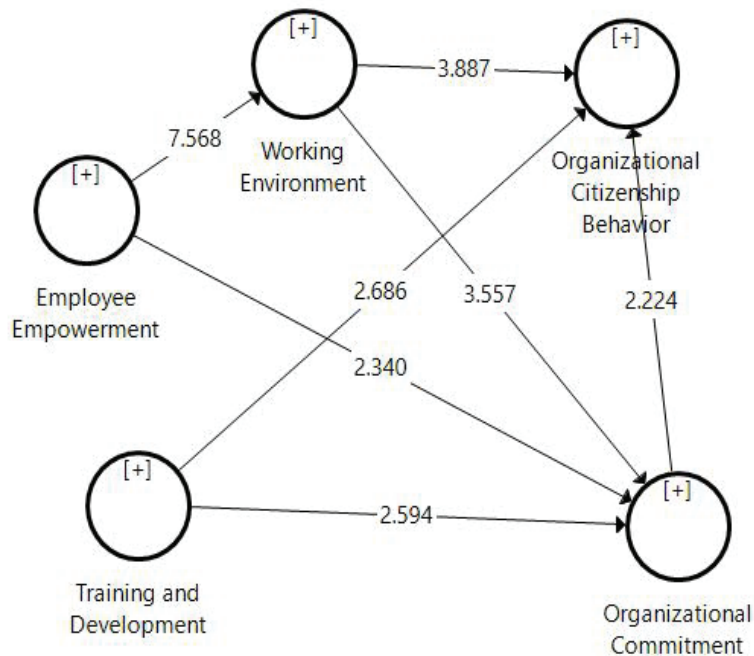 [+]
[+]
3.887
7.568
Working
Environment
Organizational
Citizenship
Behavior
[+]
Employee
Empowerment
2.686
3.557
2.224
2.340
[+]
[+]
2.594
Training and
Development
Organizational
Commitment